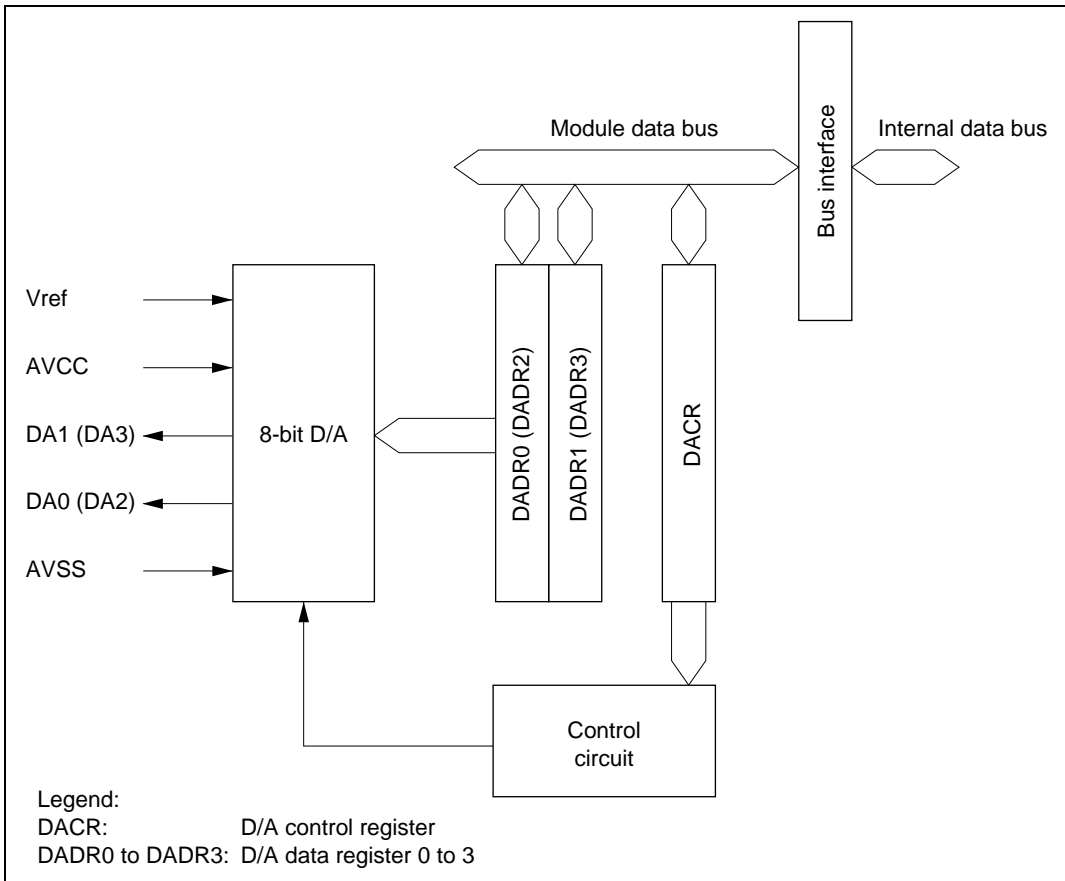 Module data bus
Internal data bus
Bus interface
Vref
AVCC
DA1 (DA3)
DA0 (DA2)
AVSS
8-bit D/A
DADR0 (DADR2)
DADR1 (DADR3)
DACR
Control
circuit
Legend:
DACR: D/A control register
DADR0 to DADR3: D/A data register 0 to 3